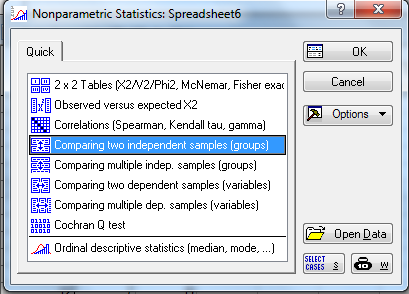 Nonparametric Statistics: Spreadsheet6
Quick
2 x 2 Tables (X2/V2/Phi2, McNemar, Fisher exac
Observed versus expected X2
Correlations (Spearman, Kendall tau, gamma)
Comparing two independent samples (groups)
Comparing multiple indep. samples (groups)
Comparing two dependent samples (variables)
Comparing multiple dep. samples (variables)
Cochran Q test
Ordinal descriptive statistics (median, mode, ...)
OK
Cancel
Options
Open Data
SELECT CASES S
W